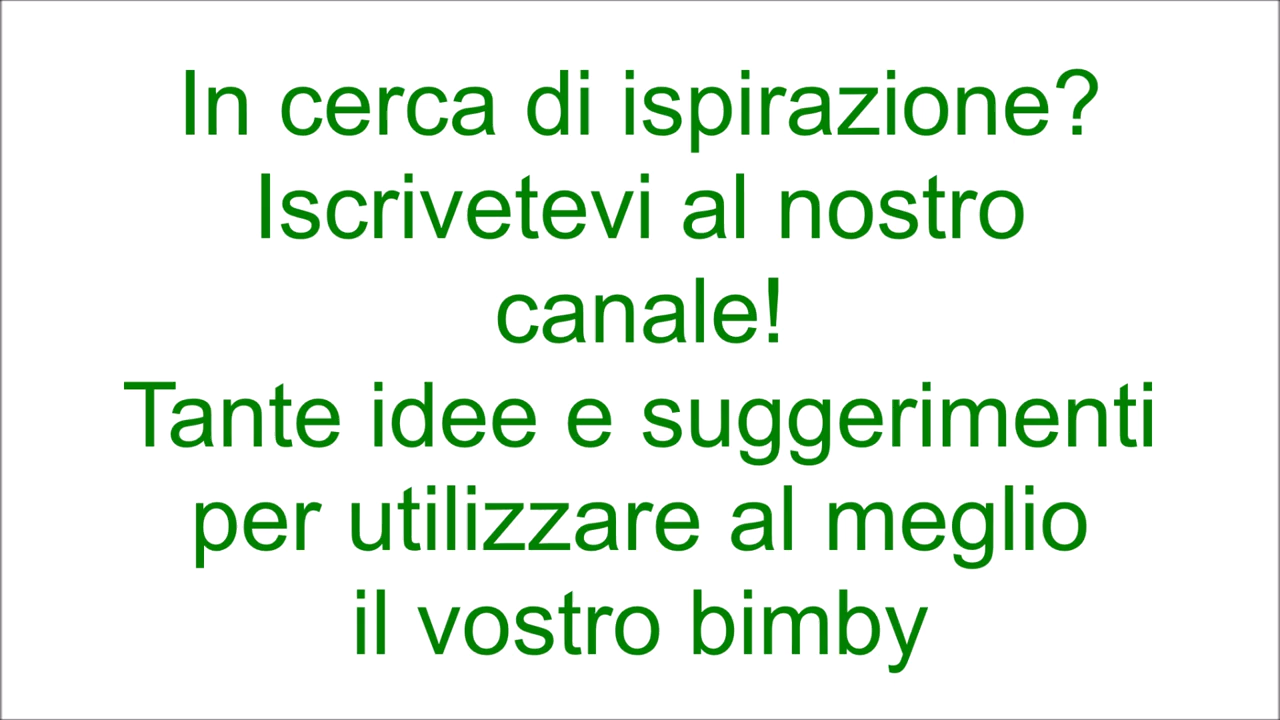 In cerca di ispirazione?
Iscrivetevi al nostro
canale!
Tante idee e suggerimenti
per utilizzare al meglio
il vostro bimby